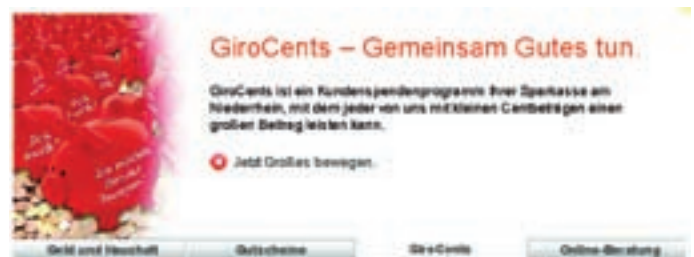 GiroCents – Gemeinsam Gutes tun.
GiroCents ist ein Kundenspendenprogramm Ihrer Sparkasse am
Niederrhein, mit dem jeder von uns mit kleinen Centbeträgen einen
großen Beitrag leisten kann.
Jetzt Großes bewegen.
Geld und Haushalt Gutscheine GiroCents Online-Beratung